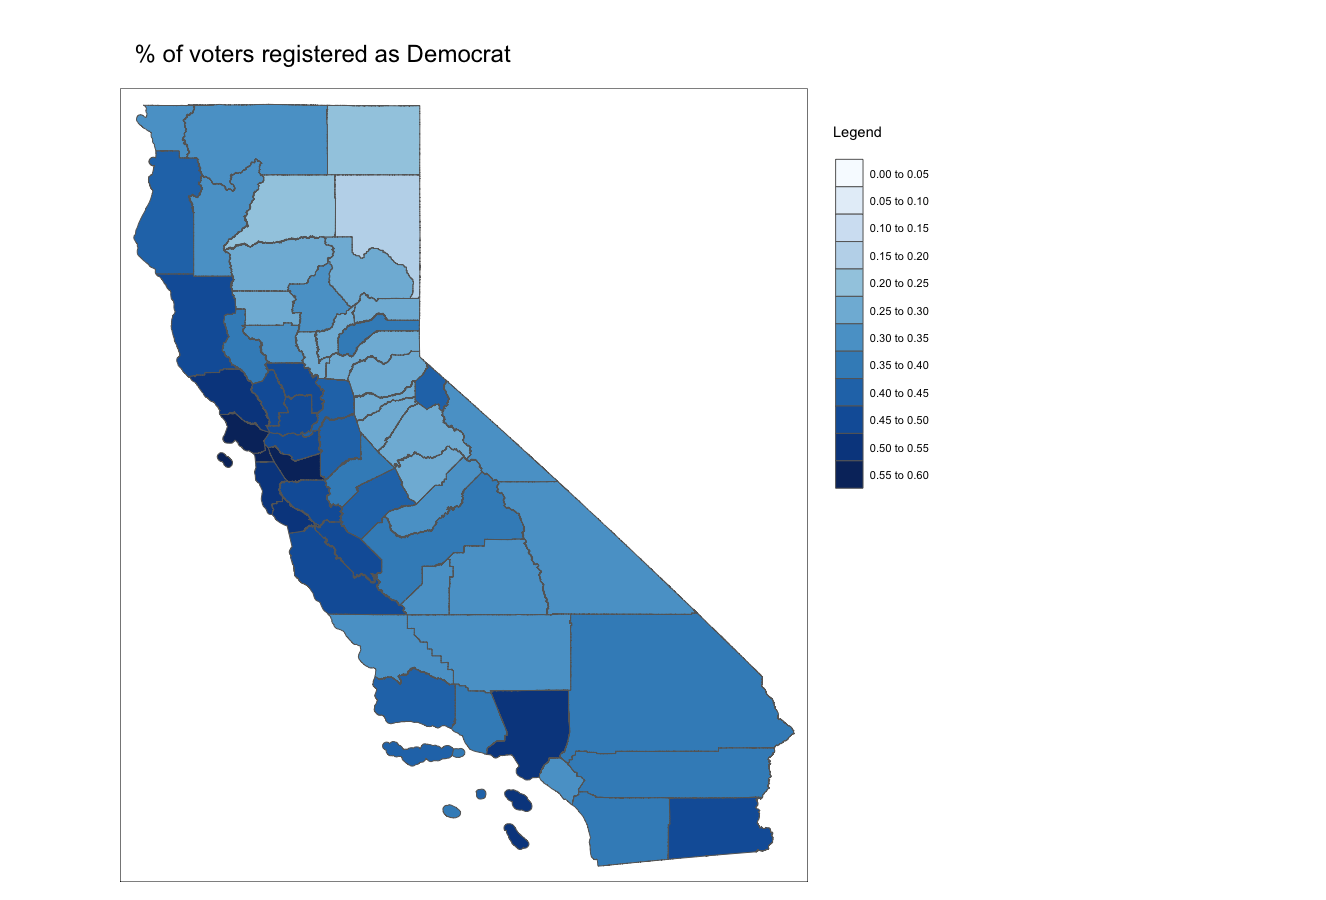 % of voters registered as Democrat
Legend
0.00 to 0.05
0.05 to 0.10
0.10 to 0.15
0.15 to 0.20
0.20 to 0.25
0.25 to 0.30
0.30 to 0.35
0.35 to 0.40
0.40 to 0.45
0.45 to 0.50
0.50 to 0.55
0.55 to 0.60